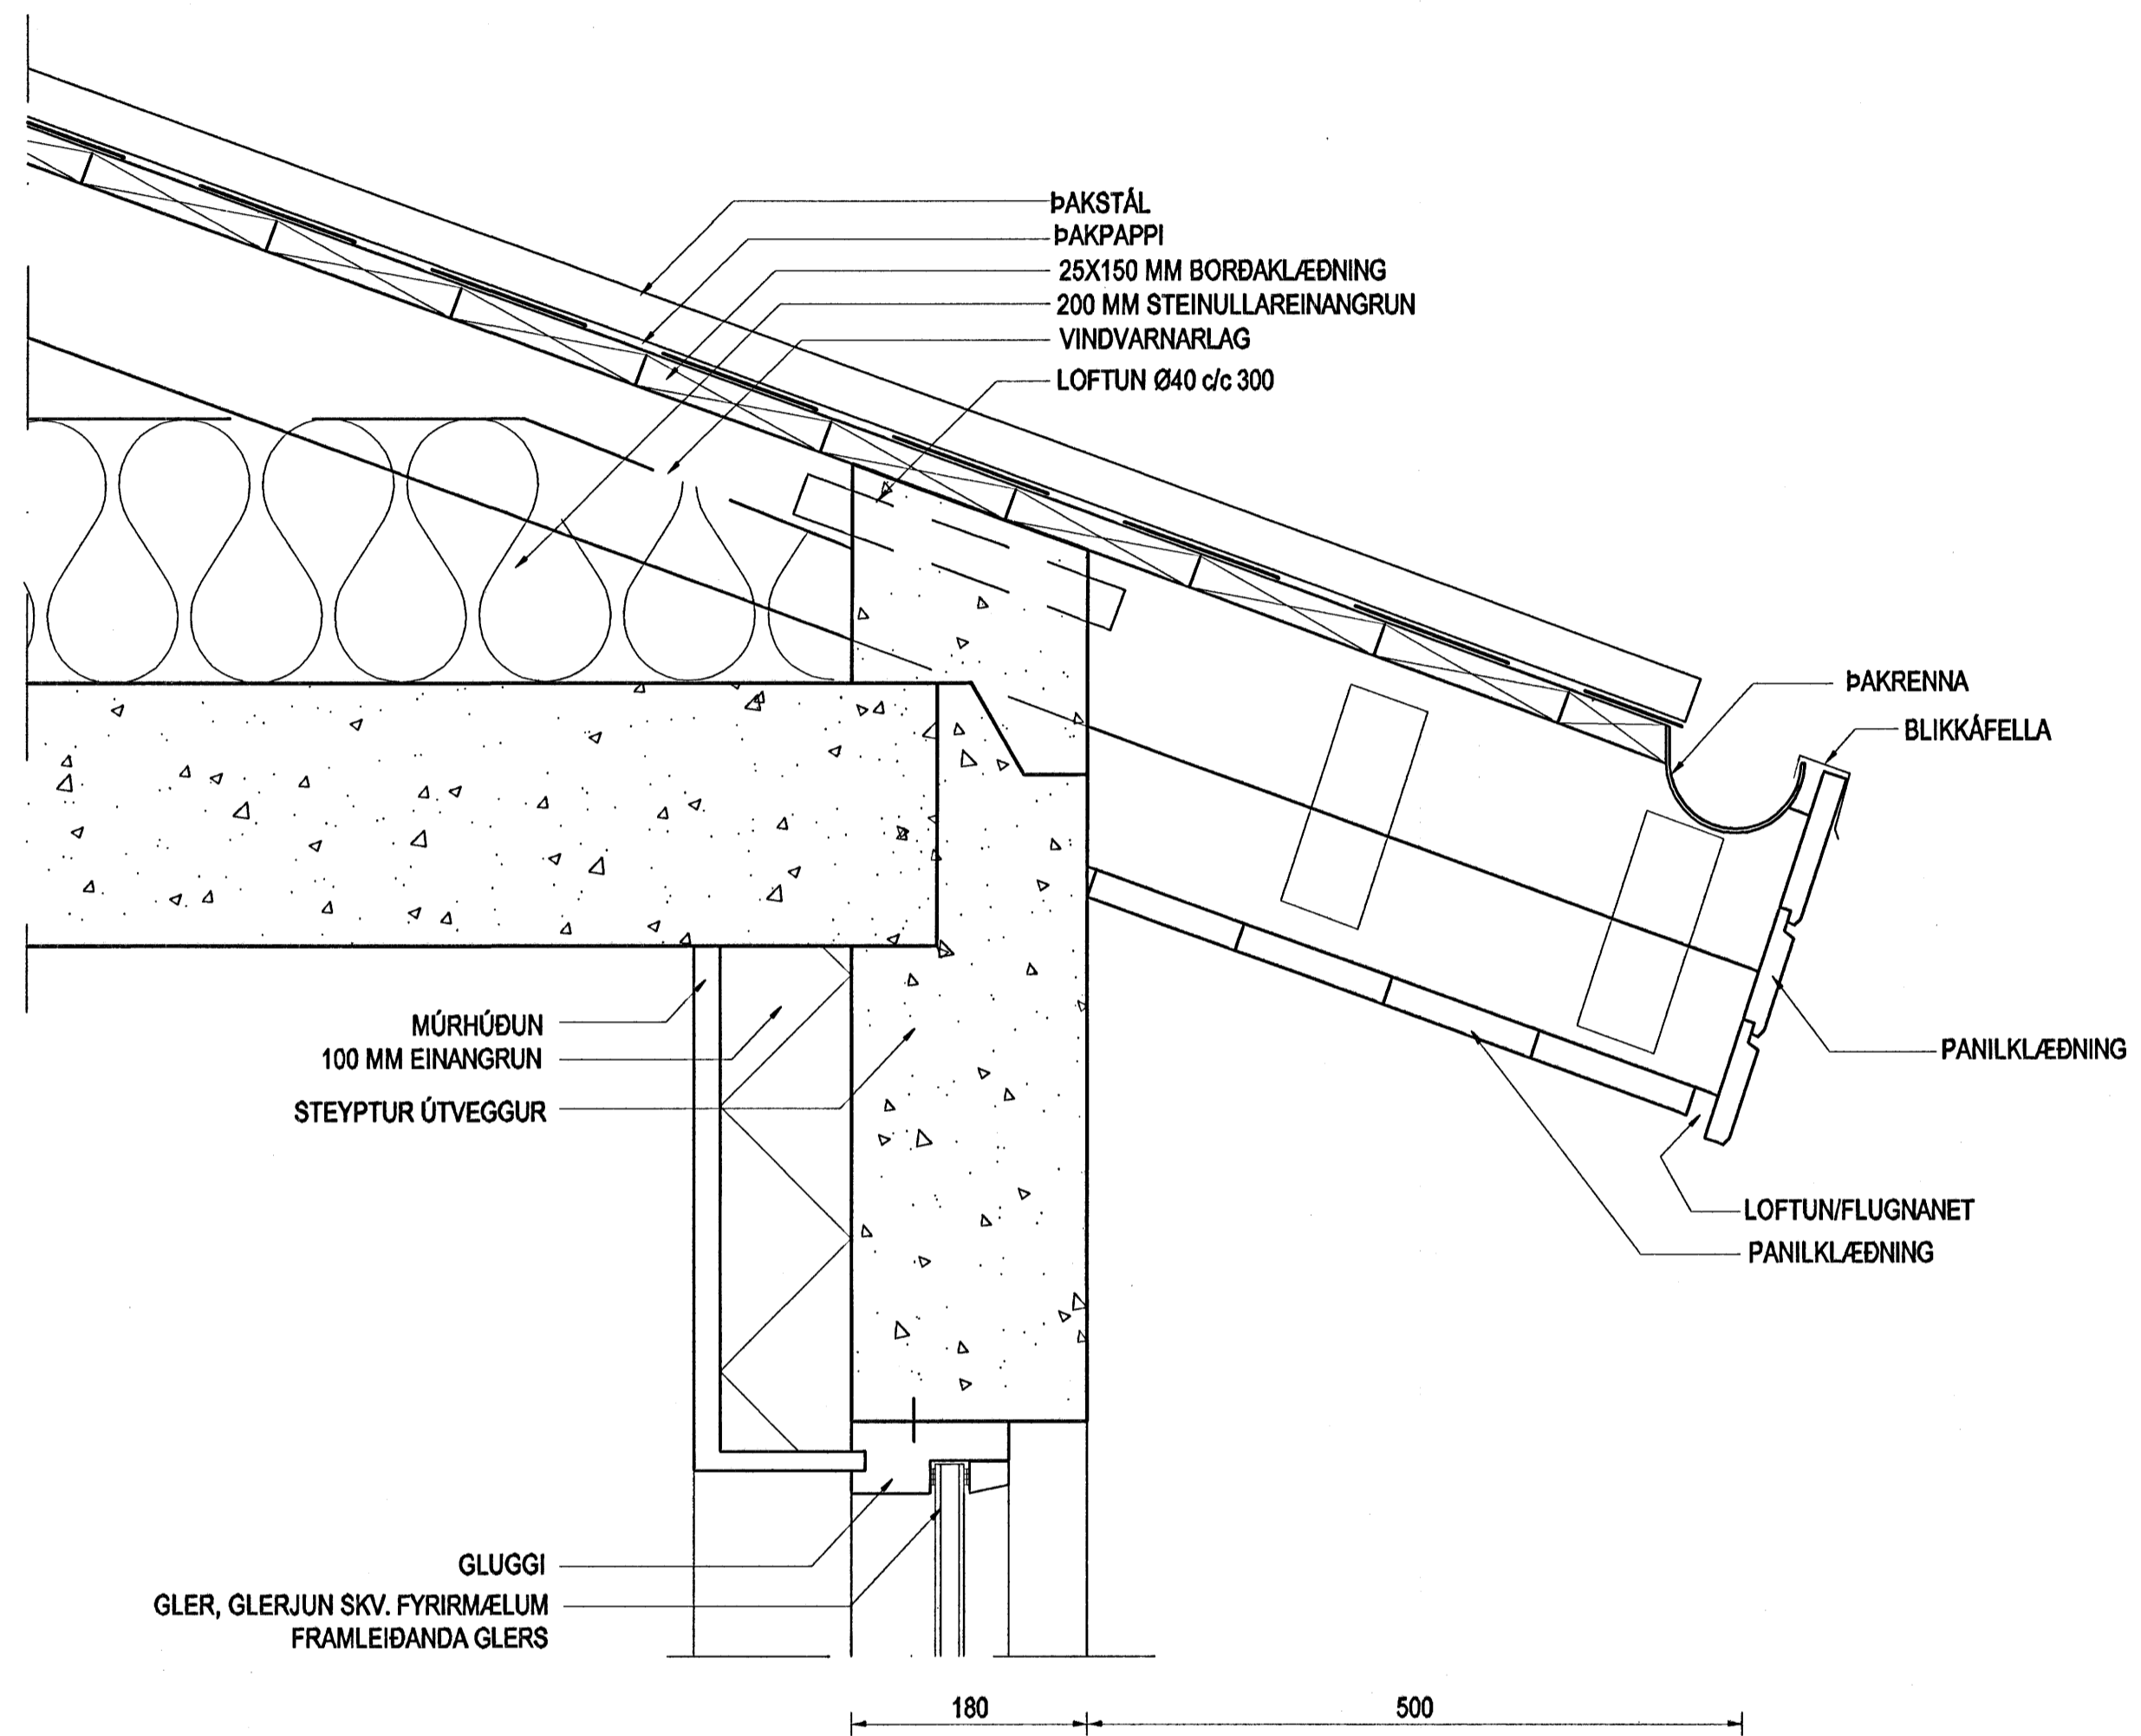 ÞAKSTÁL
ÞAKPAPPI
25X150 MM BORÐAKLÆÐNING
200 MM STEINULLAREINANGRUN
VINDVARNARLAG
LOFTUN Ø40 c/c 300
ÞAKRENNA
BLIKKÁFELLA
MÚRHÚÐUN
100 MM EINANGRUN
STEYPTUR ÚTVEGGUR
PANILKLÆÐNING
LOFTUN/FLUGNANET
PANILKLÆÐNING
GLUGGI
GLER, GLERJUN SKV. FYRIRMÆLUM
FRAMLEIÐANDA GLERS
180
500